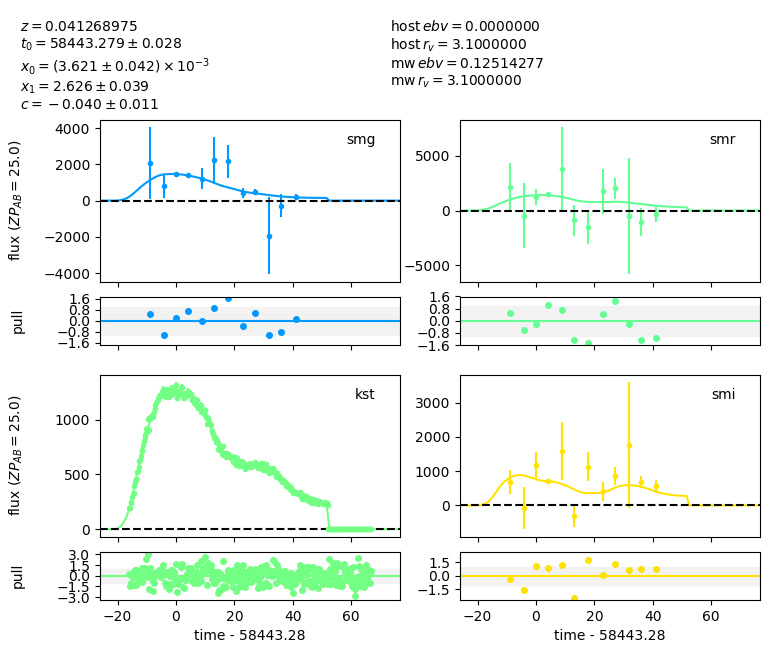 z = 0.041268975
t₀ = 58443.279 ± 0.028
x₀ = (3.621 ± 0.042) × 10⁻³
x₁ = 2.626 ± 0.039
c = −0.040 ± 0.011
host ebv = 0.0000000
host r_v = 3.1000000
mw ebv = 0.12514277
mw r_v = 3.1000000
flux (ZP_AB = 25.0)
4000
2000
0
−2000
−4000
smg
5000
0
−5000
smr
pull
1.6
0.8
0.0
−0.8
−1.6
1.6
0.8
0.0
−0.8
−1.6
flux (ZP_AB = 25.0)
1000
500
0
kst
3000
2000
1000
0
smi
pull
3.0
1.5
0.0
−1.5
−3.0
1.5
0.0
−1.5
−20 0 20 40 60
−20 0 20 40 60
time - 58443.28
time - 58443.28